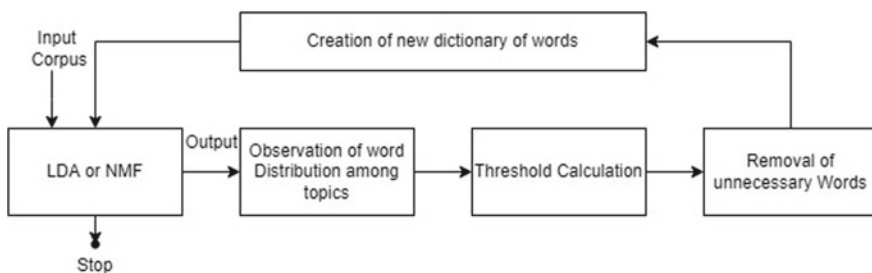 Input
Corpus
Creation of new dictionary of words
LDA or NMF
Output
Observation of word
Distribution among
topics
Threshold Calculation
Removal of
unnecessary Words
Stop